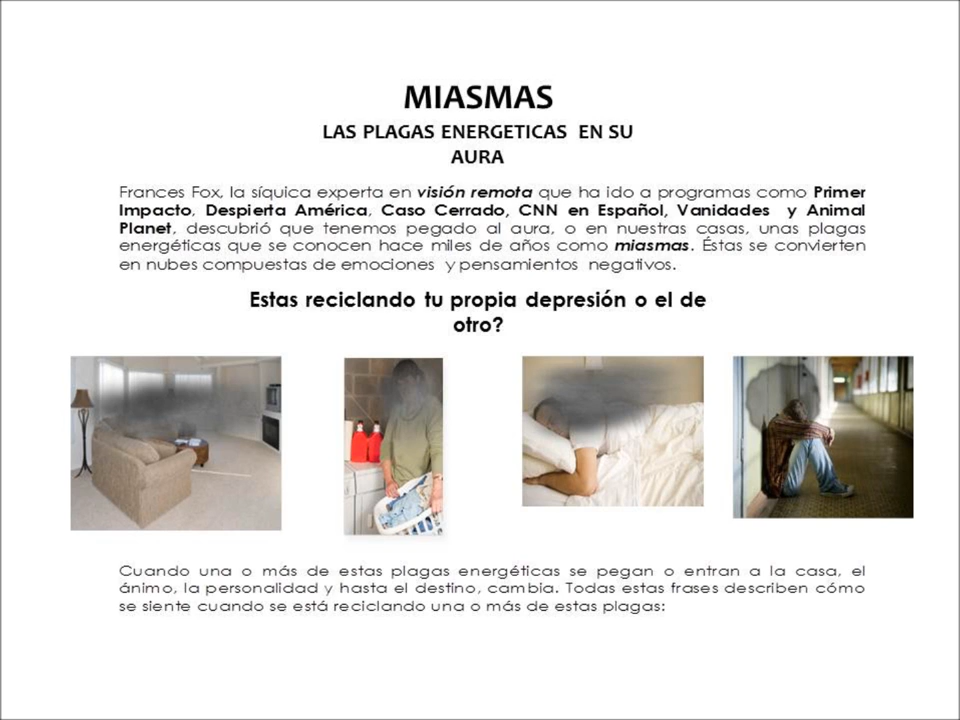 MIASMAS
LAS PLAGAS ENERGETICAS EN SU
AURA
Frances Fox, la síquica experta en visión remota que ha ido a programas como Primer
Impacto, Despierta América, Caso Cerrado, CNN en Español, Vanidades y Animal
Planet, descubrió que tenemos pegado al aura, o en nuestras casas, unas plagas
energéticas que se conocen hace miles de años como miasmas. Éstas se convierten
en nubes compuestas de emociones y pensamientos negativos.
Estas reciclando tu propia depresión o el de
otro?
Cuando una o más de estas plagas energéticas se pegan o entran a la casa, el
ánimo, la personalidad y hasta el destino, cambia. Todas estas frases describen cómo
se siente cuando se está reciclando una o más de estas plagas: